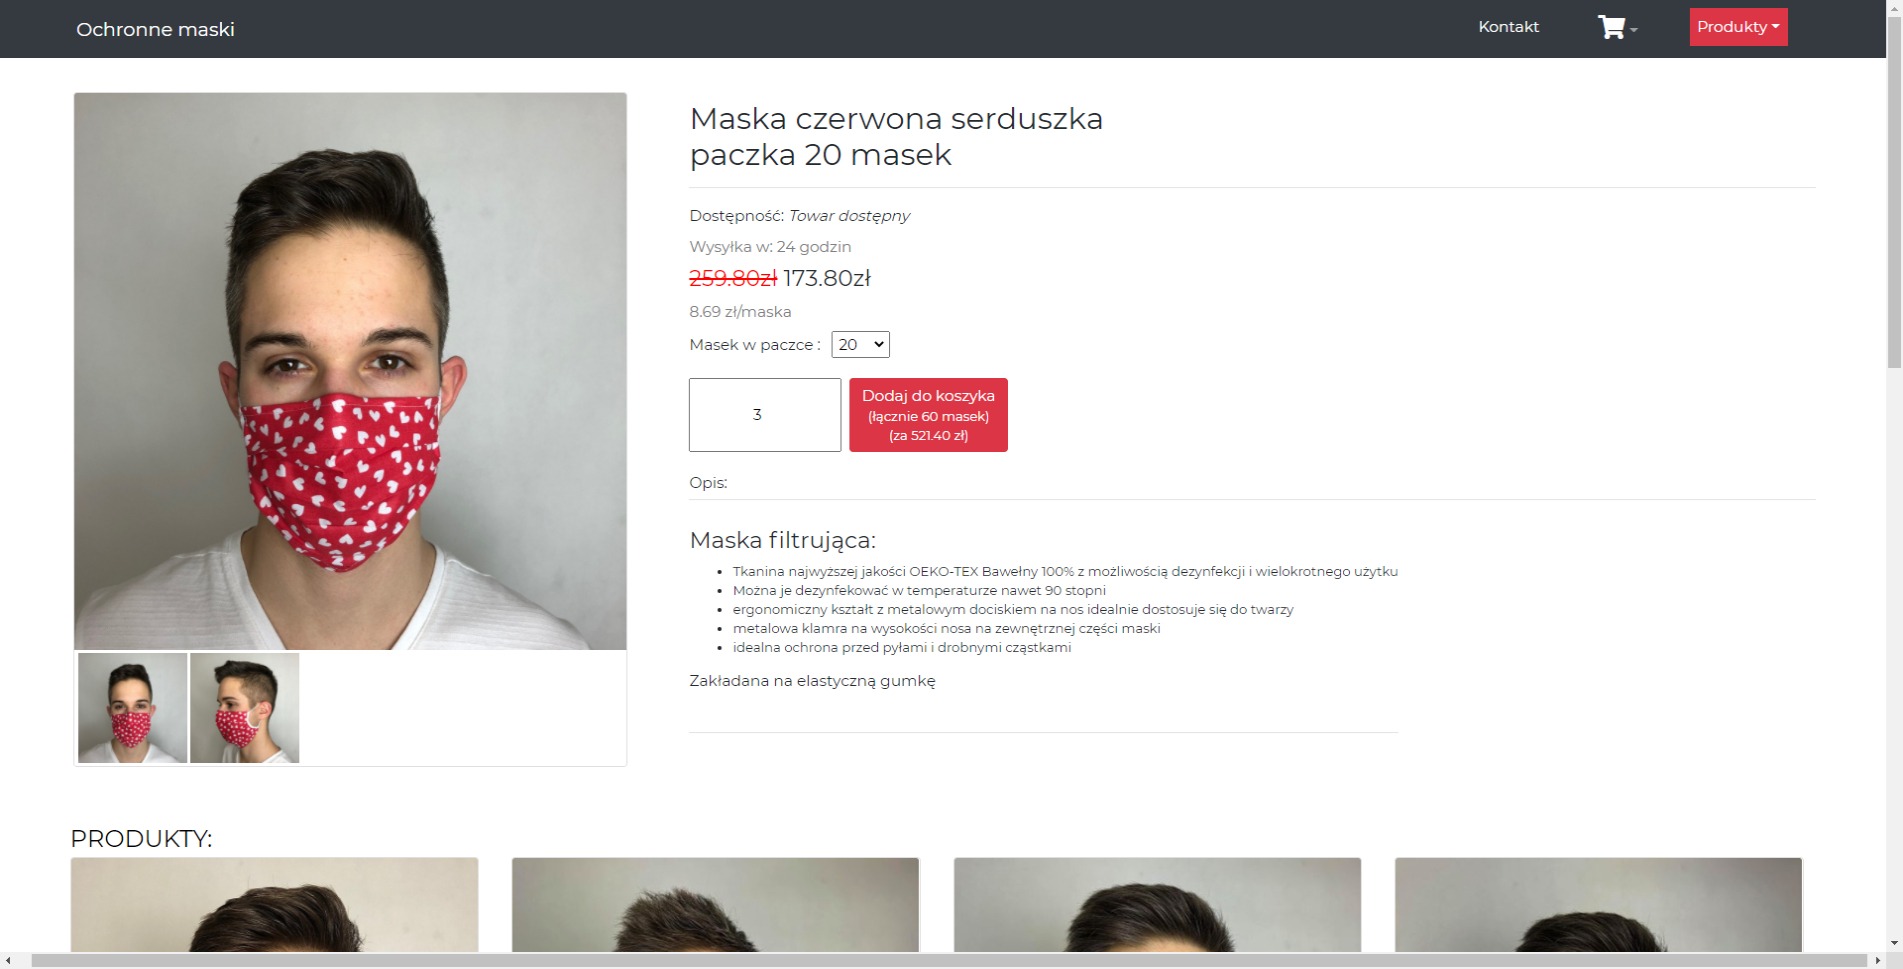 Ochronne maski
Kontakt
Produkty
Maska czerwona serduszka
paczka 20 masek
Dostępność: Towar dostępny
Wysyłka w: 24 godzin
259.80zł 173.80zł
8.69 zł/maska
Masek w paczce : 20
3
Dodaj do koszyka
(łącznie 60 masek)
(za 521.40 zł)
Opis:
Maska filtrująca:
Tkanina najwyższej jakości OEKO-TEX Bawełny 100% z możliwością dezynfekcji i wielokrotnego użytku
Można je dezynfekować w temperaturze nawet 90 stopni
ergonomiczny kształt z metalowym dociskiem na nos idealnie dostosuje się do twarzy
metalowa klamra na wysokości nosa na zewnętrznej części maski
idealna ochrona przed pyłami i drobnymi cząstkami
Zakładana na elastyczną gumkę
PRODUKTY: